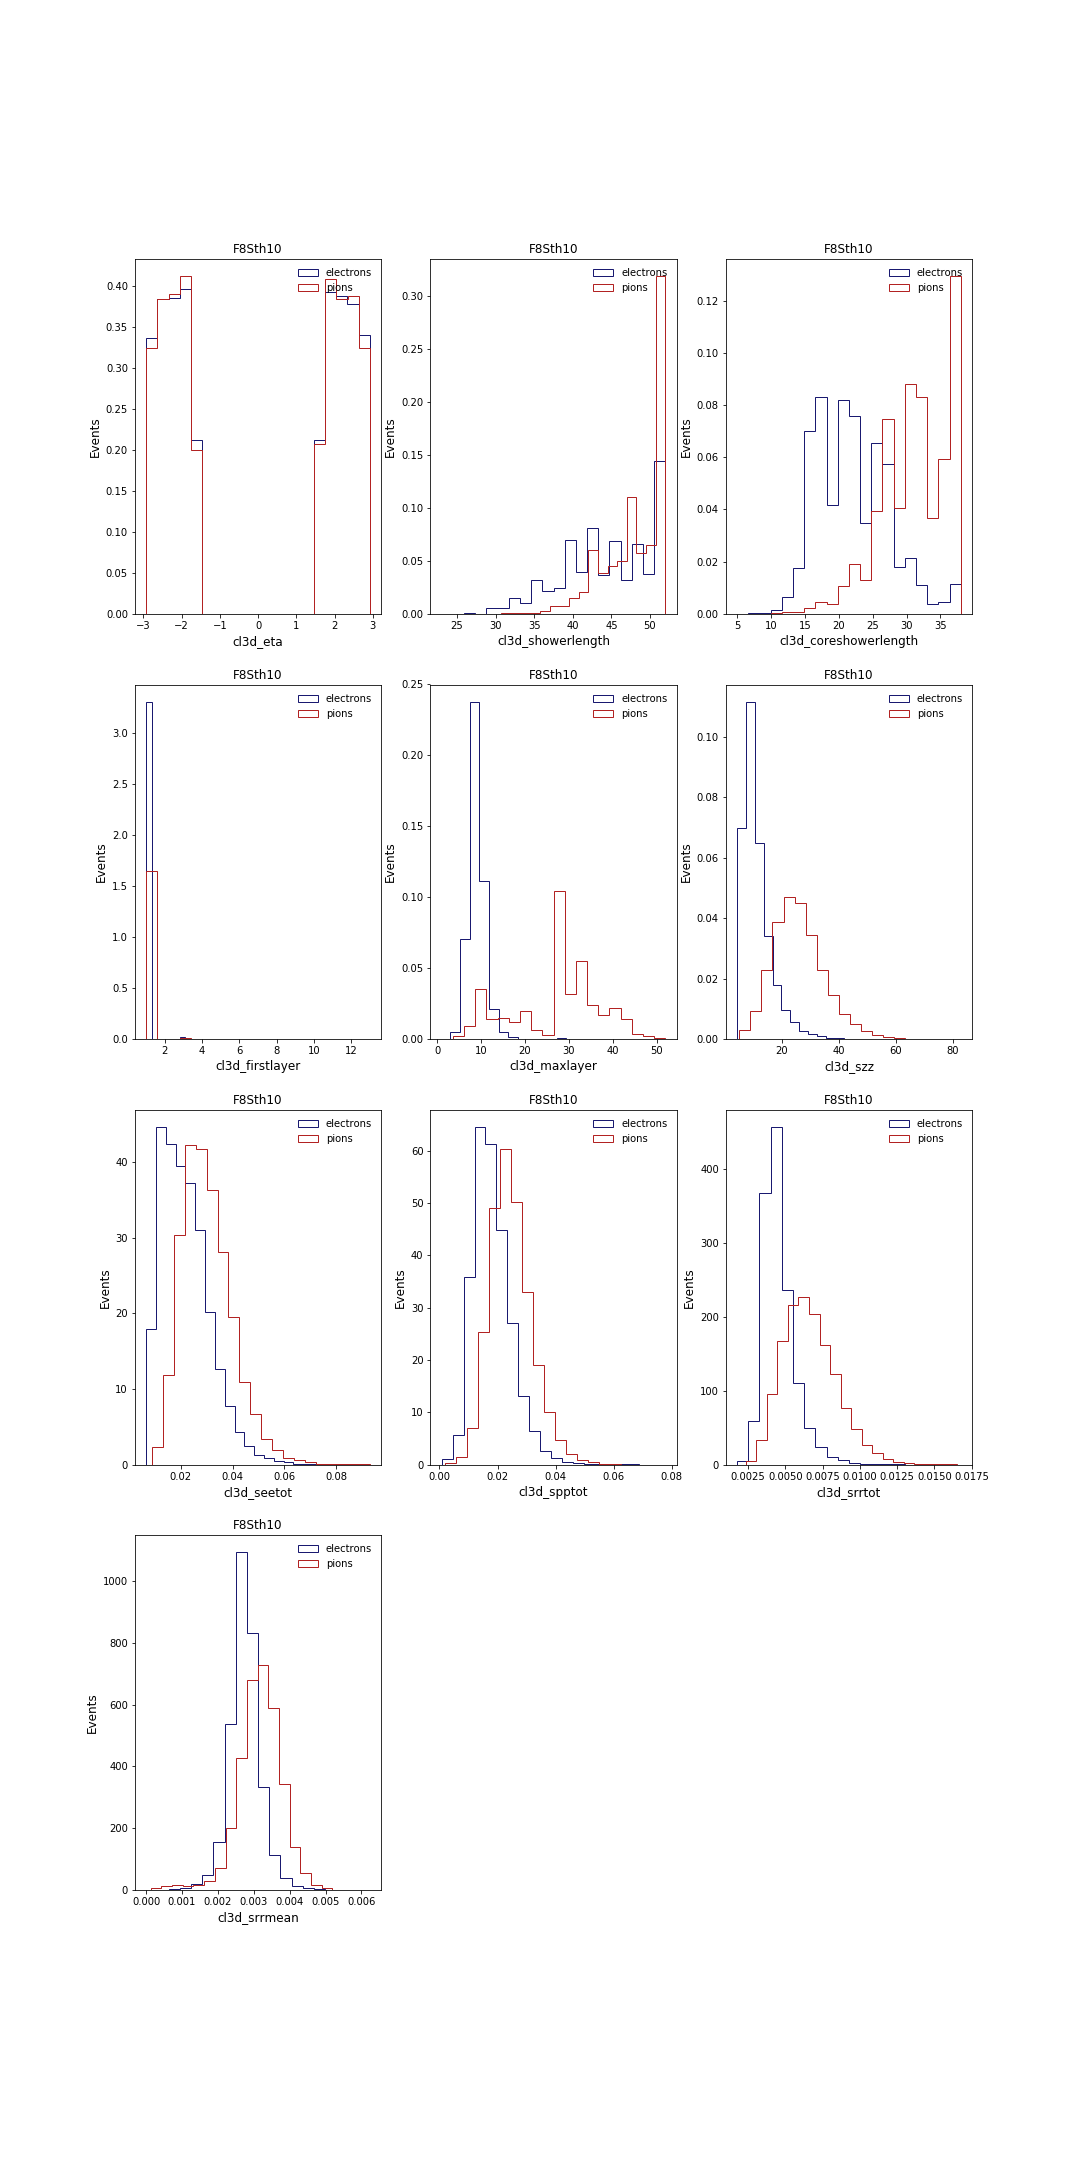 F8Sth10
electrons
pions
Events
0.40
0.35
0.30
0.25
0.20
0.15
0.10
0.05
0.00
−3
−2
−1
0
1
2
3
cl3d_eta
F8Sth10
electrons
pions
Events
0.30
0.25
0.20
0.15
0.10
0.05
0.00
25
30
35
40
45
50
cl3d_showerlength
F8Sth10
electrons
pions
Events
0.12
0.10
0.08
0.06
0.04
0.02
0.00
5
10
15
20
25
30
35
cl3d_coreshowerlength
F8Sth10
electrons
pions
Events
3.0
2.5
2.0
1.5
1.0
0.5
0.0
2
4
6
8
10
12
cl3d_firstlayer
F8Sth10
electrons
pions
Events
0.25
0.20
0.15
0.10
0.05
0.00
0
10
20
30
40
50
cl3d_maxlayer
F8Sth10
electrons
pions
Events
0.10
0.08
0.06
0.04
0.02
0.00
20
40
60
80
cl3d_szz
F8Sth10
electrons
pions
Events
40
30
20
10
0
0.02
0.04
0.06
0.08
cl3d_seetot
F8Sth10
electrons
pions
Events
60
50
40
30
20
10
0
0.00
0.02
0.04
0.06
0.08
cl3d_spptot
F8Sth10
electrons
pions
Events
400
300
200
100
0
0.0025
0.0050
0.0075
0.0100
0.0125
0.0150
0.0175
cl3d_srrtot
F8Sth10
electrons
pions
Events
1000
800
600
400
200
0
0.000
0.001
0.002
0.003
0.004
0.005
0.006
cl3d_srrmean